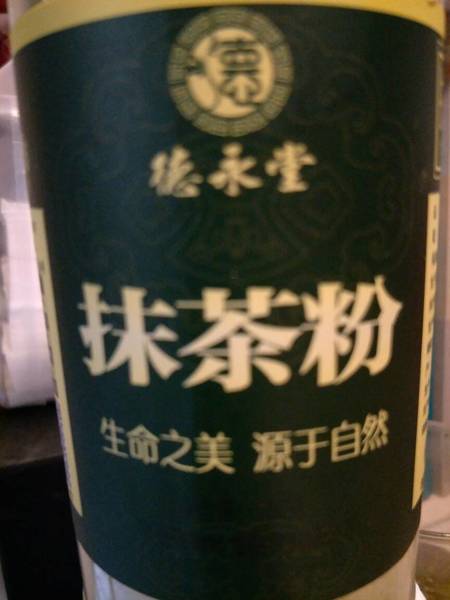 德永堂
抹茶粉
生命之美 源于自然